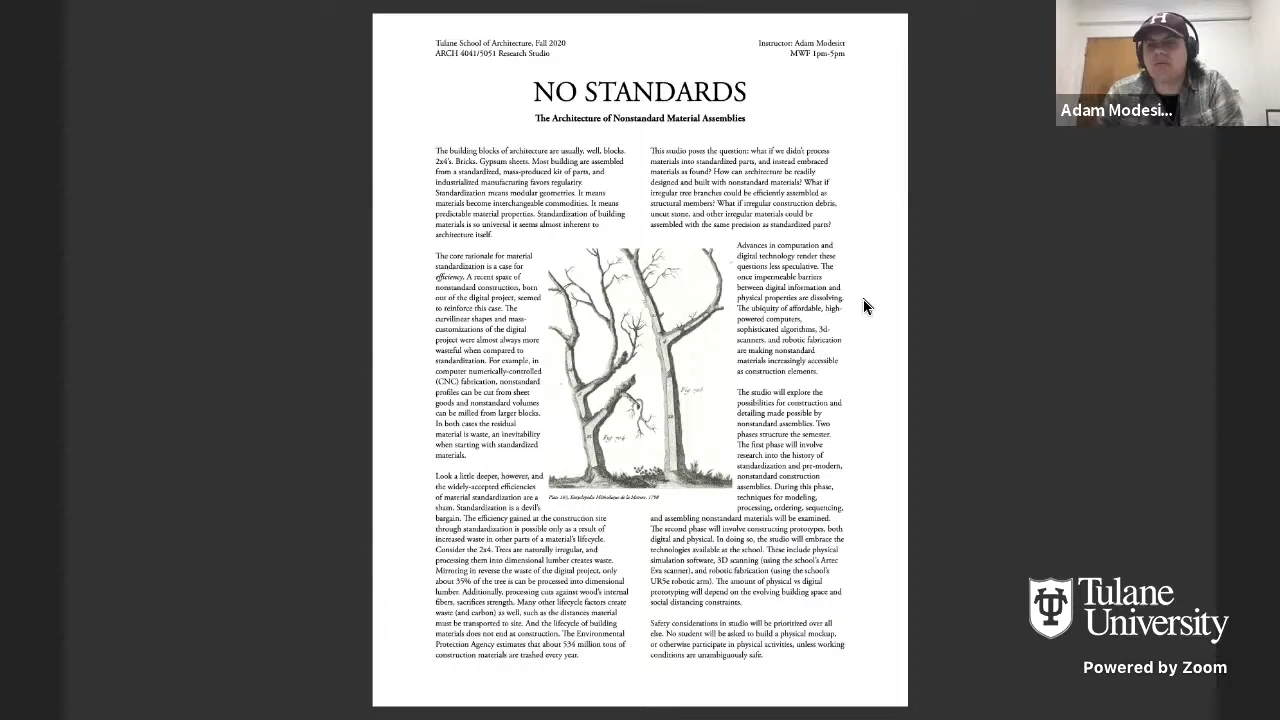 Tulane School of Architecture, Fall 2020
ARCH 4041/5051 Research Studio
Instructor: Adam Modesitt
MWF 1pm-5pm
NO STANDARDS
The Architecture of Nonstandard Material Assemblies
The building blocks of architecture are usually, well, blocks.
2x4's. Bricks. Gypsum sheets. Most building are assembled
from a standardized, mass-produced kit of parts, and
industrialized manufacturing favors regularity.
Standardization means modular geometries. It means
materials become interchangeable commodities. It means
predictable material properties. Standardization of building
materials is so universal it seems almost inherent to
architecture itself.
The core rationale for material
standardization is a case for
efficiency. A recent spate of
nonstandard construction, born
out of the digital project, seemed
to reinforce this case. The
curvilinear shapes and mass-
customizations of the digital
project were almost always more
wasteful when compared to
standardization. For example, in
computer numerically-controlled
(CNC) fabrication, nonstandard
profiles can be cut from sheet
goods and nonstandard volumes
can be milled from larger blocks.
In both cases the residual
material is waste, an inevitability
when starting with standardized
materials.
Look a little deeper, however, and
the widely-accepted efficiencies
of material standardization are a
sham. Standardization is a devil's
bargain. The efficiency gained at the construction site
through standardization is possible only as a result of
increased waste in other parts of a material's lifecycle.
Consider the 2x4. Trees are naturally irregular, and
processing them into dimensional lumber creates waste.
Mirroring in reverse the waste of the digital project, only
about 35% of the tree is can be processed into dimensional
lumber. Additionally, processing cuts against wood's internal
fibers, sacrifices strength. Many other lifecycle factors create
waste (and carbon) as well, such as the distances material
must be transported to site. And the lifecycle of building
materials does not end at construction. The Environmental
Protection Agency estimates that about 534 million tons of
construction materials are trashed every year.
This studio poses the question: what if we didn't process
materials into standardized parts, and instead embraced
materials as found? How can architecture be readily
designed and built with nonstandard materials? What if
irregular tree branches could be efficiently assembled as
structural members? What if irregular construction debris,
uncut stone, and other irregular materials could be
assembled with the same precision as standardized parts?
Advances in computation and
digital technology render these
questions less speculative. The
once impermeable barriers
between digital information and
physical properties are dissolving.
The ubiquity of affordable, high-
powered computers,
sophisticated algorithms, 3d-
scanners, and robotic fabrication
are making nonstandard
materials increasingly accessible
as construction elements.
The studio will explore the
possibilities for construction and
detailing made possible by
nonstandard assemblies. Two
phases structure the semester.
The first phase will involve
research into the history of
standardization and pre-modern,
nonstandard construction
assemblies. During this phase,
techniques for modeling,
processing, ordering, sequencing,
and assembling nonstandard materials will be examined.
The second phase will involve constructing prototypes, both
digital and physical. In doing so, the studio will embrace the
technologies available at the school. These include physical
simulation software, 3D scanning (using the school's Artec
Eva scanner), and robotic fabrication (using the school's
UR5e robotic arm). The amount of physical vs digital
prototyping will depend on the evolving building space and
social distancing constraints.
Safety considerations in studio will be prioritized over all
else. No student will be asked to build a physical mockup,
or otherwise participate in physical activities, unless working
conditions are unambiguously safe.
Plate 103, Encyclopédie Méthodique de la Marine, 1798
Adam Modesi...
Tulane
University
Powered by Zoom